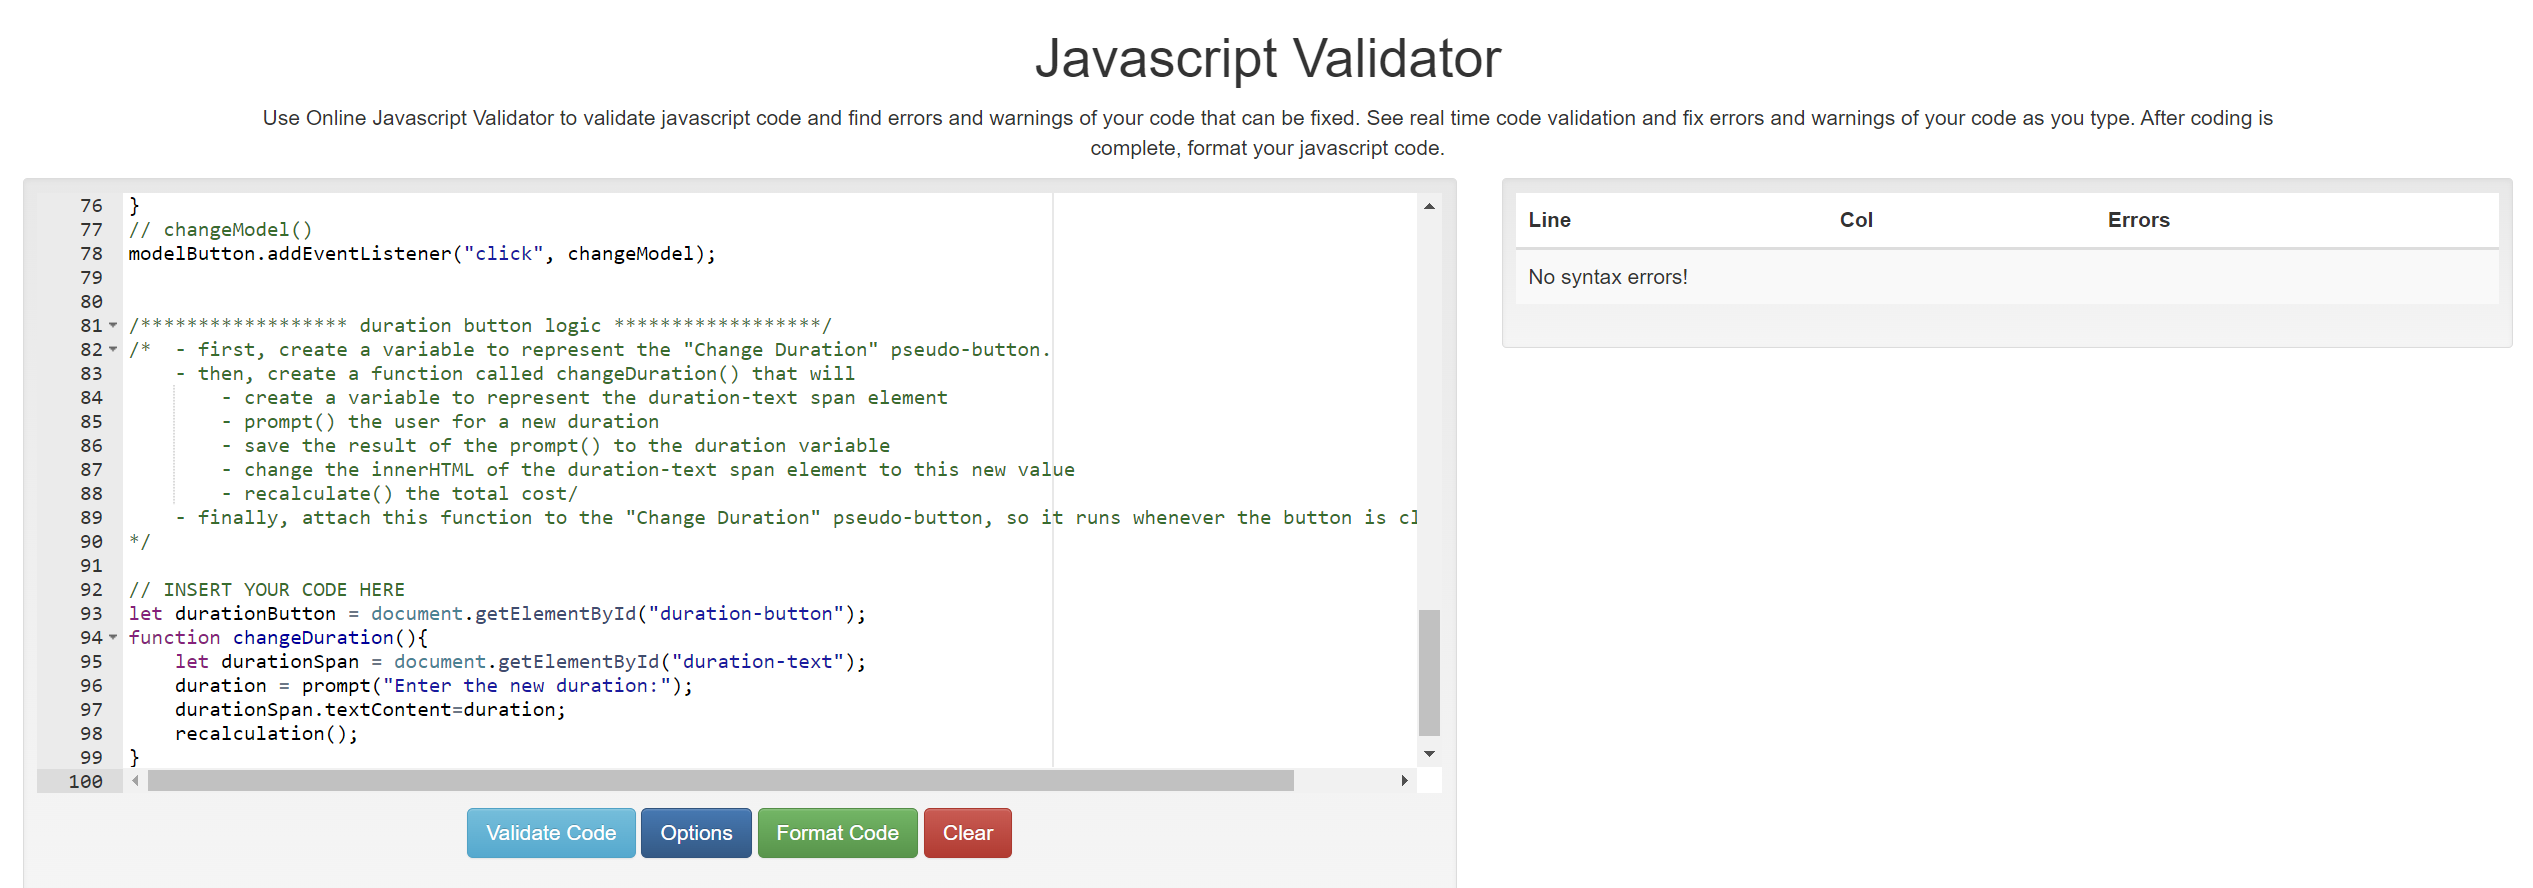 Javascript Validator
Use Online Javascript Validator to validate javascript code and find errors and warnings of your code that can be fixed. See real time code validation and fix errors and warnings of your code as you type. After coding is
complete, format your javascript code.
76 }
77 // changeModel()
78 modelButton.addEventListener("click", changeModel);
79
80
81 /****************** duration button logic ******************/
82 /*  - first, create a variable to represent the "Change Duration" pseudo-button.
83     - then, create a function called changeDuration() that will
84         - create a variable to represent the duration-text span element
85         - prompt() the user for a new duration
86         - save the result of the prompt() to the duration variable
87         - change the innerHTML of the duration-text span element to this new value
88         - recalculate() the total cost/
89     - finally, attach this function to the "Change Duration" pseudo-button, so it runs whenever the button is cl
90 */
91
92 // INSERT YOUR CODE HERE
93 let durationButton = document.getElementById("duration-button");
94 function changeDuration(){
95     let durationSpan = document.getElementById("duration-text");
96     duration = prompt("Enter the new duration:");
97     durationSpan.textContent=duration;
98     recalculation();
99 }
100
Validate Code Options Format Code Clear
Line Col Errors
No syntax errors!